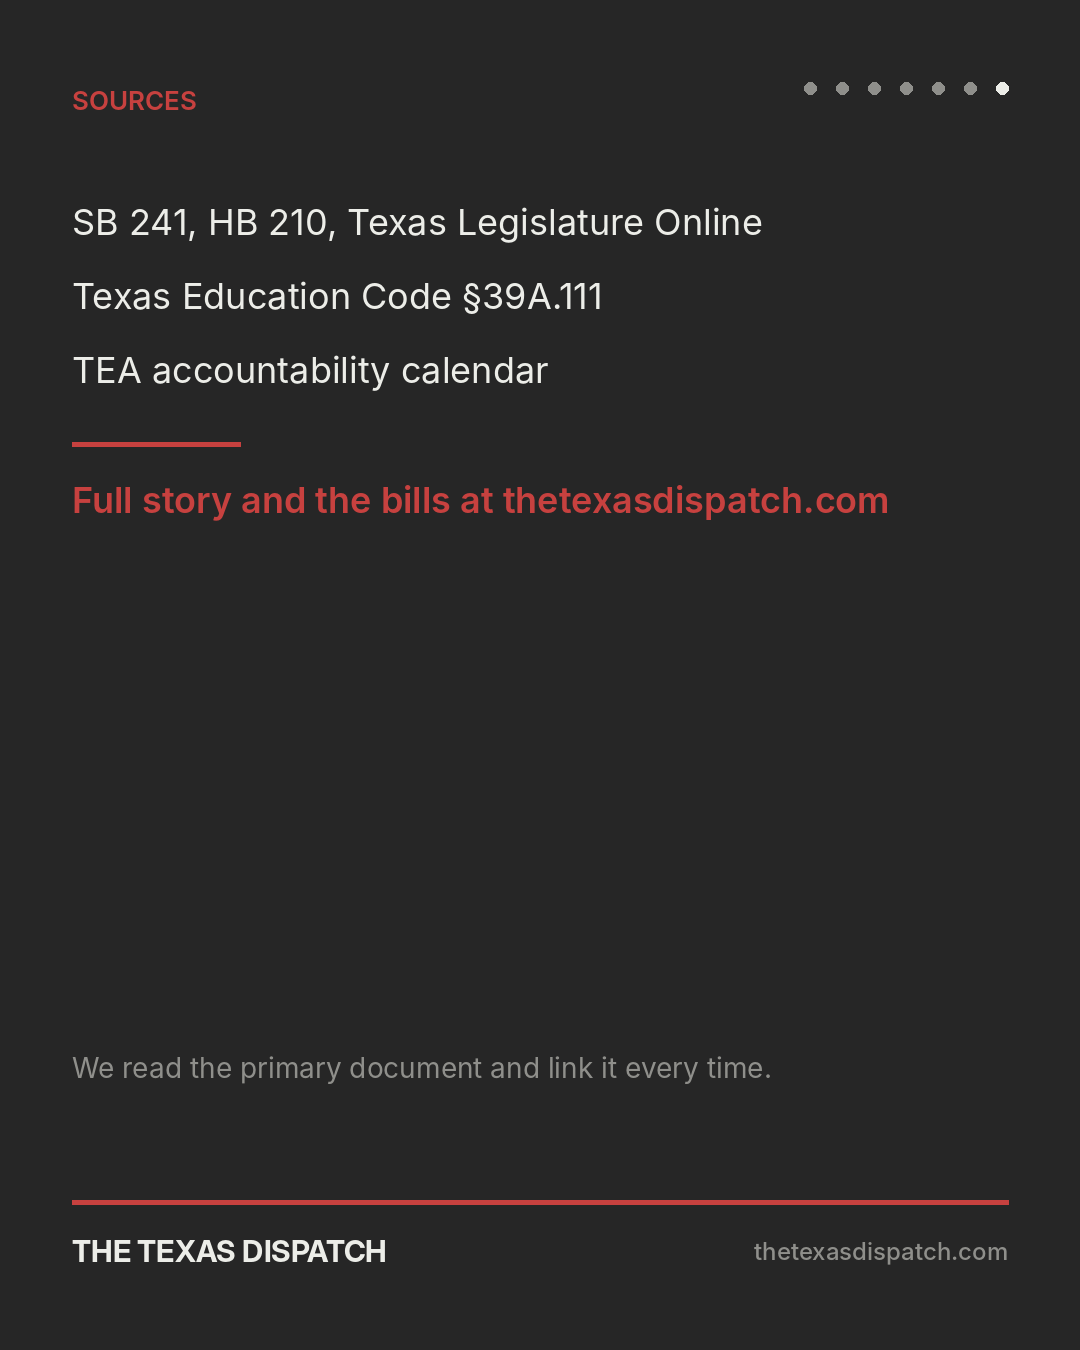 SOURCES
SB 241, HB 210, Texas Legislature Online
Texas Education Code §39A.111
TEA accountability calendar
Full story and the bills at thetexasdispatch.com
We read the primary document and link it every time.
THE TEXAS DISPATCH
thetexasdispatch.com